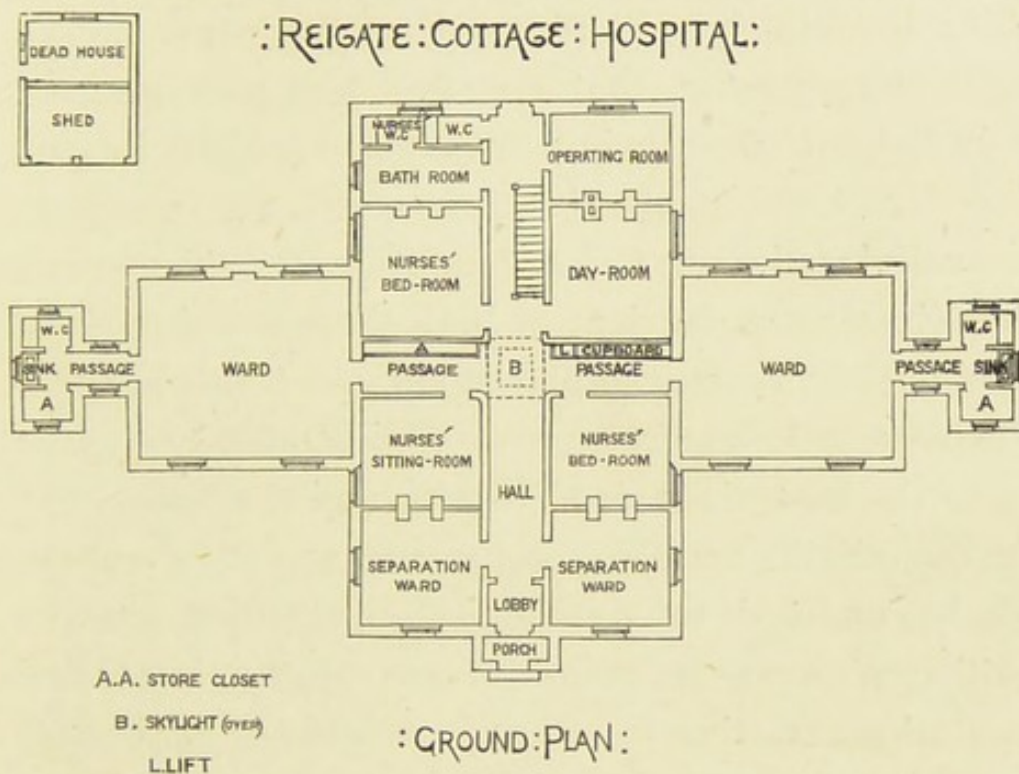 :REIGATE:COTTAGE:HOSPITAL:
DEAD HOUSE
SHED
NURSES'
W.C
W.C
BATH ROOM
OPERATING ROOM
NURSES'
BED-ROOM
DAY-ROOM
W.C
SINK
PASSAGE
A
WARD
A
PASSAGE
B
L
CUPBOARD
PASSAGE
WARD
PASSAGE
W.C
SINK
A
NURSES'
SITTING-ROOM
HALL
NURSES'
BED-ROOM
SEPARATION
WARD
LOBBY
SEPARATION
WARD
PORCH
A.A. STORE CLOSET
B. SKYLIGHT (OVER)
L.LIFT
:GROUND:PLAN: